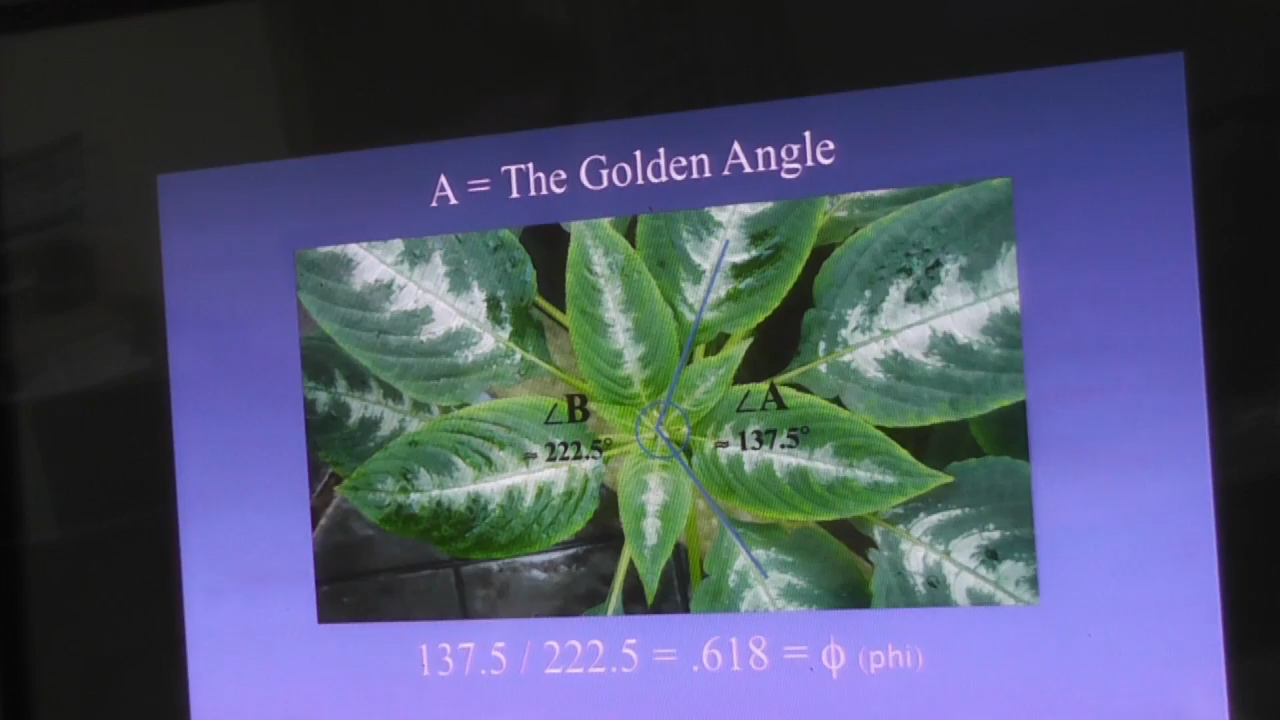 A = The Golden Angle
∠B ∠A
≈ 222.5° ≈ 137.5°
137.5 / 222.5 = .618 = ϕ (phi)